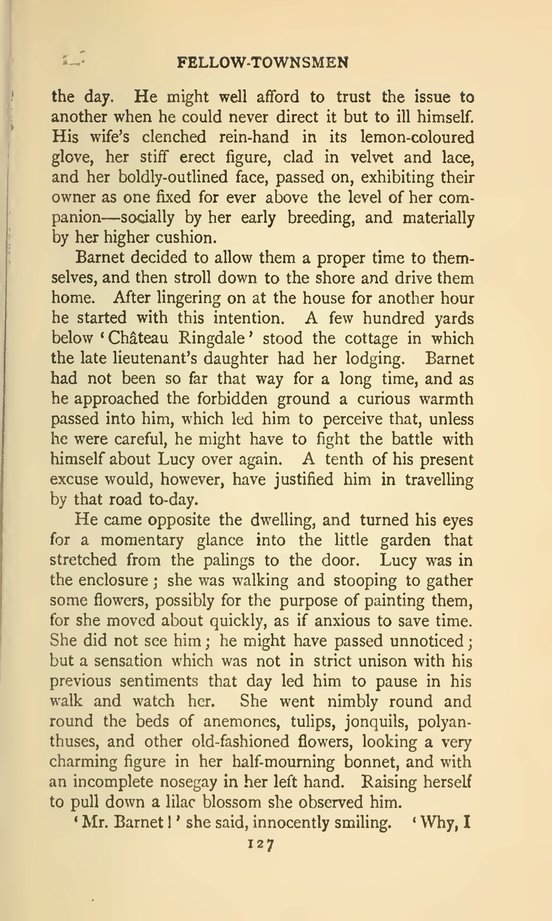 FELLOW-TOWNSMEN
the day. He might well afford to trust the issue to
another when he could never direct it but to ill himself.
His wife's clenched rein-hand in its lemon-coloured
glove, her stiff erect figure, clad in velvet and lace,
and her boldly-outlined face, passed on, exhibiting their
owner as one fixed for ever above the level of her com-
panion—socially by her early breeding, and materially
by her higher cushion.
Barnet decided to allow them a proper time to them-
selves, and then stroll down to the shore and drive them
home. After lingering on at the house for another hour
he started with this intention. A few hundred yards
below ‘Château Ringdale’ stood the cottage in which
the late lieutenant's daughter had her lodging. Barnet
had not been so far that way for a long time, and as
he approached the forbidden ground a curious warmth
passed into him, which led him to perceive that, unless
he were careful, he might have to fight the battle with
himself about Lucy over again. A tenth of his present
excuse would, however, have justified him in travelling
by that road to-day.
He came opposite the dwelling, and turned his eyes
for a momentary glance into the little garden that
stretched from the palings to the door. Lucy was in
the enclosure; she was walking and stooping to gather
some flowers, possibly for the purpose of painting them,
for she moved about quickly, as if anxious to save time.
She did not see him; he might have passed unnoticed;
but a sensation which was not in strict unison with his
previous sentiments that day led him to pause in his
walk and watch her. She went nimbly round and
round the beds of anemones, tulips, jonquils, polyan-
thuses, and other old-fashioned flowers, looking a very
charming figure in her half-mourning bonnet, and with
an incomplete nosegay in her left hand. Raising herself
to pull down a lilac blossom she observed him.
‘Mr. Barnet!’ she said, innocently smiling. ‘Why, I
127